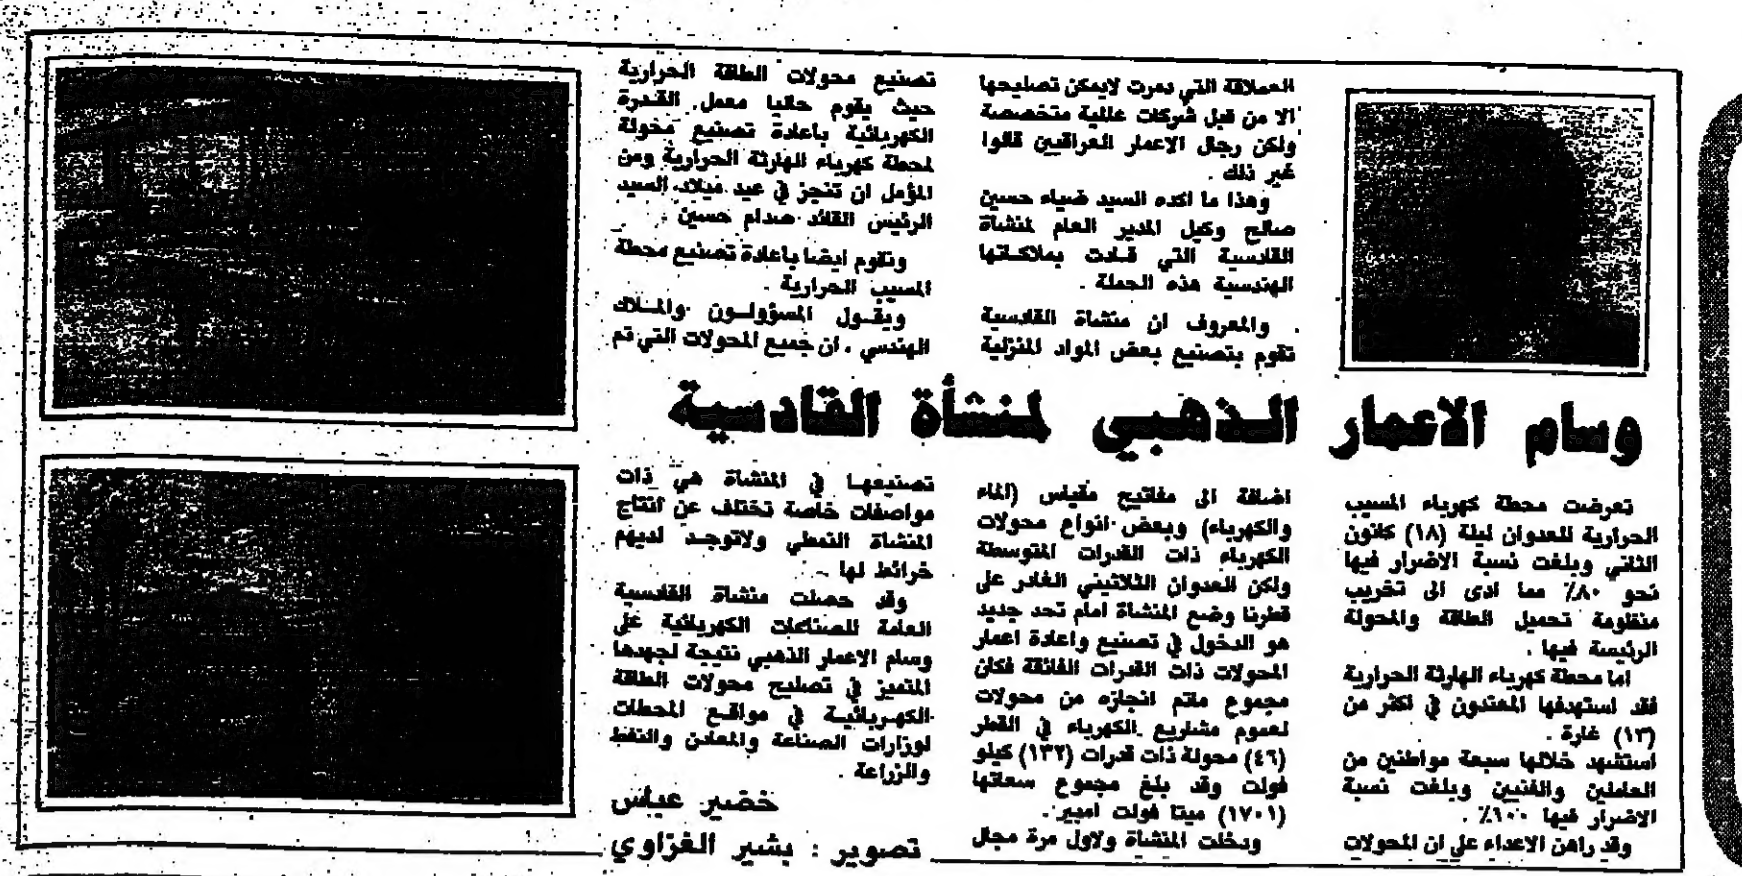 وسام الاعمار الذهبي لمنشأة القادسية
تعرضت محطة كهرباء المسيب
الحرارية للعدوان ليلة (١٨) كانون
الثاني وبلغت نسبة الاضرار فيها
نحو ٨٠٪ مما ادى الى تخريب
منظومة تحميل الطاقة والمحولة
الرئيسة فيها .
اما محطة كهرباء الهارثة الحرارية
فقد استهدفها المعتدون في اكثر من
(١٣) غارة .
استشهد خلالها سبعة مواطنين من
العاملين والفنيين وبلغت نسبة
الاضرار فيها ١٠٠٪ .
وقد راهن الاعداء على ان المحولات
العملاقة التي دمرت لايمكن تصليحها
الا من قبل شركات عالمية متخصصة
ولكن رجال الاعمار العراقيين قالوا
غير ذلك .
وهذا ما اكده السيد ضياء حسين
صالح وكيل المدير العام لمنشاة
القادسية التي قادت بملاكاتها
الهندسية هذه الحملة .
والمعروف ان منشاة القادسية
تقوم بتصنيع بعض المواد المنزلية
اضافة الى مفاتيح مقياس (الماء
والكهرباء) وبعض انواع محولات
الكهرباء ذات القدرات المتوسطة
ولكن العدوان الثلاثيني الغادر على
قطرنا وضع المنشاة امام تحد جديد
هو الدخول في تصنيع واعادة اعمار
المحولات ذات القدرات الفائقة فكان
مجموع ماتم انجازه من محولات
لعموم مشاريع الكهرباء في القطر
(٤٦) محولة ذات قدرات (١٣٢) كيلو
فولت وقد بلغ مجموع سعاتها
(١٧٠١) ميتا فولت امبير .
ودخلت المنشاة ولاول مرة مجال
تصنيع محولات الطاقة الحرارية
حيث يقوم حاليا معمل القدرة
الكهربائية باعادة تصنيع محولة
لمحطة كهرباء الهارثة الحرارية ومن
المؤمل ان تنجز في عيد ميلاد السيد
الرئيس القائد صدام حسين .
وتقوم ايضا باعادة تصنيع محطة
المسيب الحرارية .
ويقول المسؤولون والملاك
الهندسي . ان جميع المحولات التي تم
تصنيعها في المنشاة هي ذات
مواصفات خاصة تختلف عن انتاج
المنشاة النمطي ولاتوجد لديهم
خرائط لها .
وقد حصلت منشاة القادسية
العامة للصناعات الكهربائية على
وسام الاعمار الذهبي نتيجة لجهدها
المتميز في تصليح محولات الطاقة
الكهربائية في مواقع المحطات
لوزارات الصناعة والمعادن والنفط
والزراعة .
خضير عباس
تصوير : بشير الغزاوي